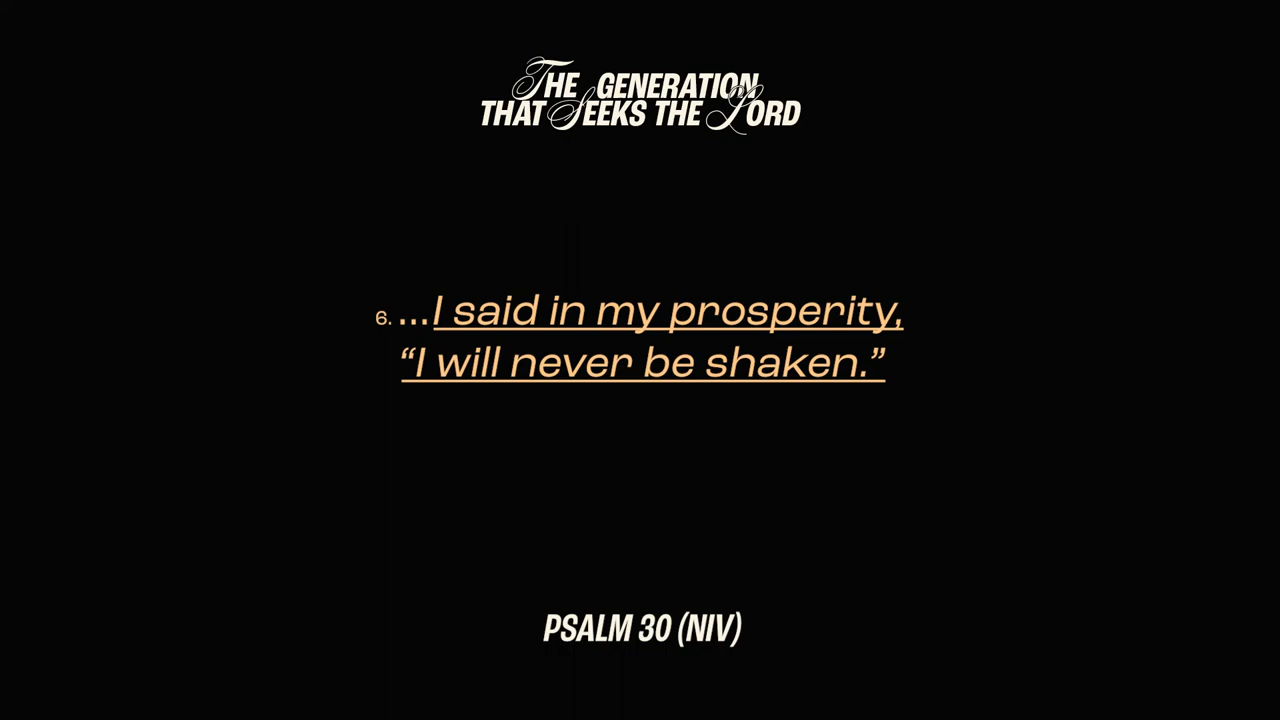 THE GENERATION
THAT SEEKS THE LORD
6. ...I said in my prosperity,
“I will never be shaken.”
PSALM 30 (NIV)